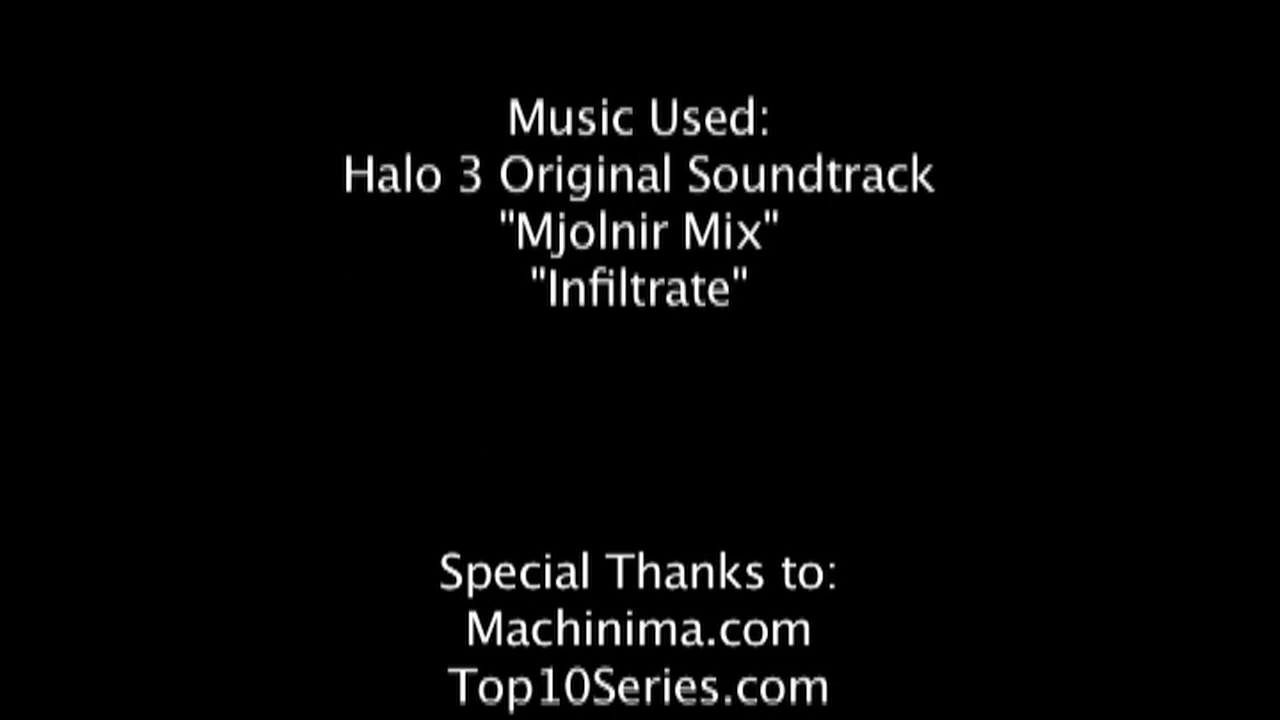 Music Used:
Halo 3 Original Soundtrack
"Mjolnir Mix"
"Infiltrate"
Special Thanks to:
Machinima.com
Top10Series.com